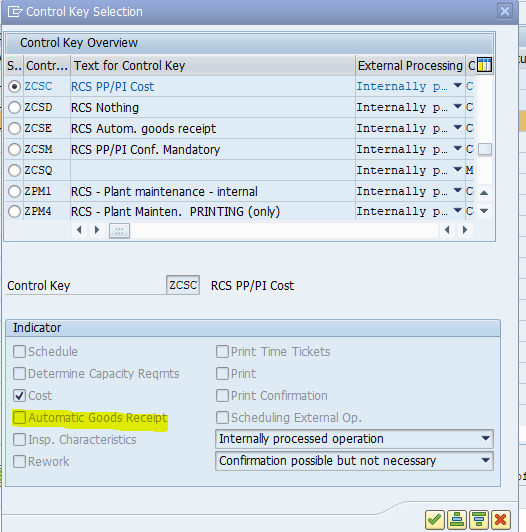 Control Key Selection
Control Key Overview
S.. Contr... Text for Control Key External Processing C
ZCSC RCS PP/PI Cost Internally p... C
ZCSD RCS Nothing Internally p... C
ZCSE RCS Autom. goods receipt Internally p... C
ZCSM RCS PP/PI Conf. Mandatory Internally p... C
ZCSQ Internally p... M
ZPM1 RCS - Plant maintenance - internal Internally p... C
ZPM4 RCS - Plant Mainten. PRINTING (only) Internally p... C
Control Key ZCSC RCS PP/PI Cost
Indicator
Schedule Print Time Tickets
Determine Capacity Reqmts Print
Cost Print Confirmation
Automatic Goods Receipt Scheduling External Op.
Insp. Characteristics Internally processed operation
Rework Confirmation possible but not necessary